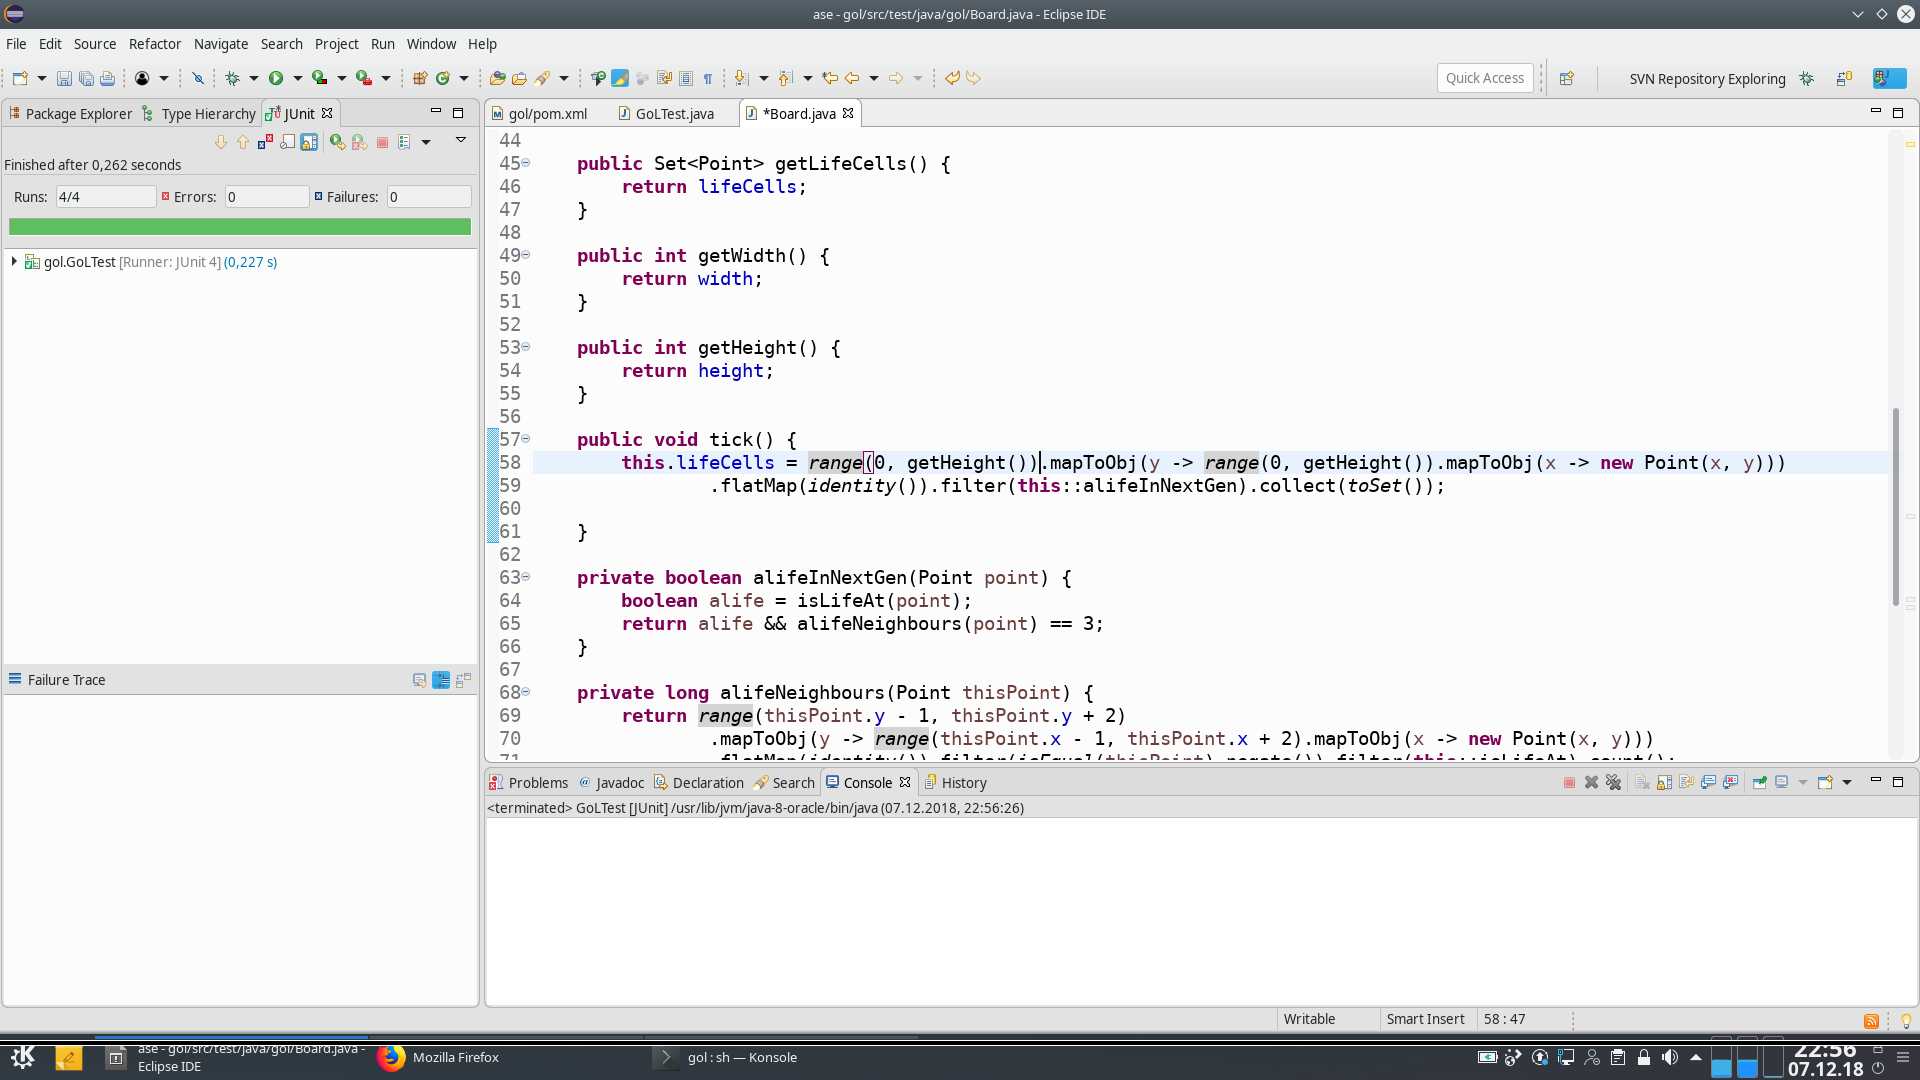 ase - gol/src/test/java/gol/Board.java - Eclipse IDE
File Edit Source Refactor Navigate Search Project Run Window Help
Quick Access
SVN Repository Exploring
Package Explorer Type Hierarchy JUnit
gol/pom.xml GoLTest.java *Board.java
Finished after 0,262 seconds
Runs: 4/4 Errors: 0 Failures: 0
gol.GoLTest [Runner: JUnit 4] (0,227 s)
Failure Trace
44
45 public Set<Point> getLifeCells() {
46 return lifeCells;
47 }
48
49 public int getWidth() {
50 return width;
51 }
52
53 public int getHeight() {
54 return height;
55 }
56
57 public void tick() {
58 this.lifeCells = range(0, getHeight()).mapToObj(y -> range(0, getHeight()).mapToObj(x -> new Point(x, y)))
59 .flatMap(identity()).filter(this::alifeInNextGen).collect(toSet());
60
61 }
62
63 private boolean alifeInNextGen(Point point) {
64 boolean alife = isLifeAt(point);
65 return alife && alifeNeighbours(point) == 3;
66 }
67
68 private long alifeNeighbours(Point thisPoint) {
69 return range(thisPoint.y - 1, thisPoint.y + 2)
70 .mapToObj(y -> range(thisPoint.x - 1, thisPoint.x + 2).mapToObj(x -> new Point(x, y)))
71 .flatMap(identity()).filter(isEqual(thisPoint).negate()).filter(this::isLifeAt).count();
Problems Javadoc Declaration Search Console History
<terminated> GoLTest [JUnit] /usr/lib/jvm/java-8-oracle/bin/java (07.12.2018, 22:56:26)
Writable Smart Insert 58 : 47
ase - gol/src/test/java/gol/Board.java -
Eclipse IDE
Mozilla Firefox
gol : sh — Konsole
22:56
07.12.18